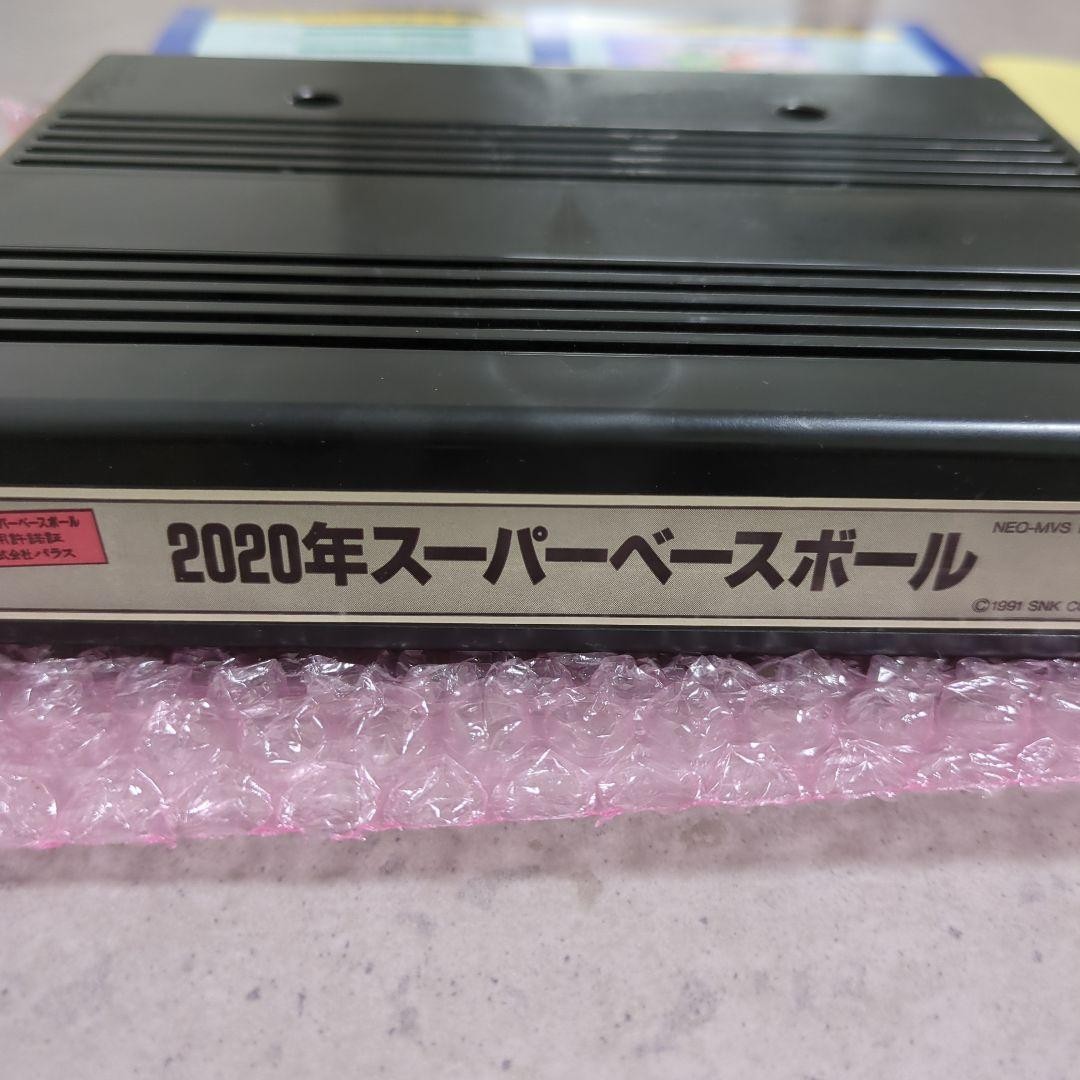 2020年スーパーベースボール
ーベースボール
許諾証
式会社パラス
NEO-MVS
©1991 SNK